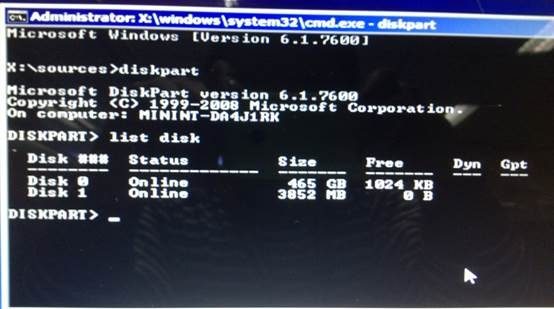 Administrator: X:\windows\system32\cmd.exe - diskpart
Microsoft Windows [Version 6.1.7600]
X:\sources>diskpart
Microsoft DiskPart version 6.1.7600
Copyright (C) 1999-2008 Microsoft Corporation.
On computer: MININT-DA4J1RK
DISKPART> list disk
Disk ### Status Size Free Dyn Gpt
-------- ------------- ------- ------- --- ---
Disk 0 Online 465 GB 1024 KB
Disk 1 Online 3852 MB 0 B
DISKPART> _